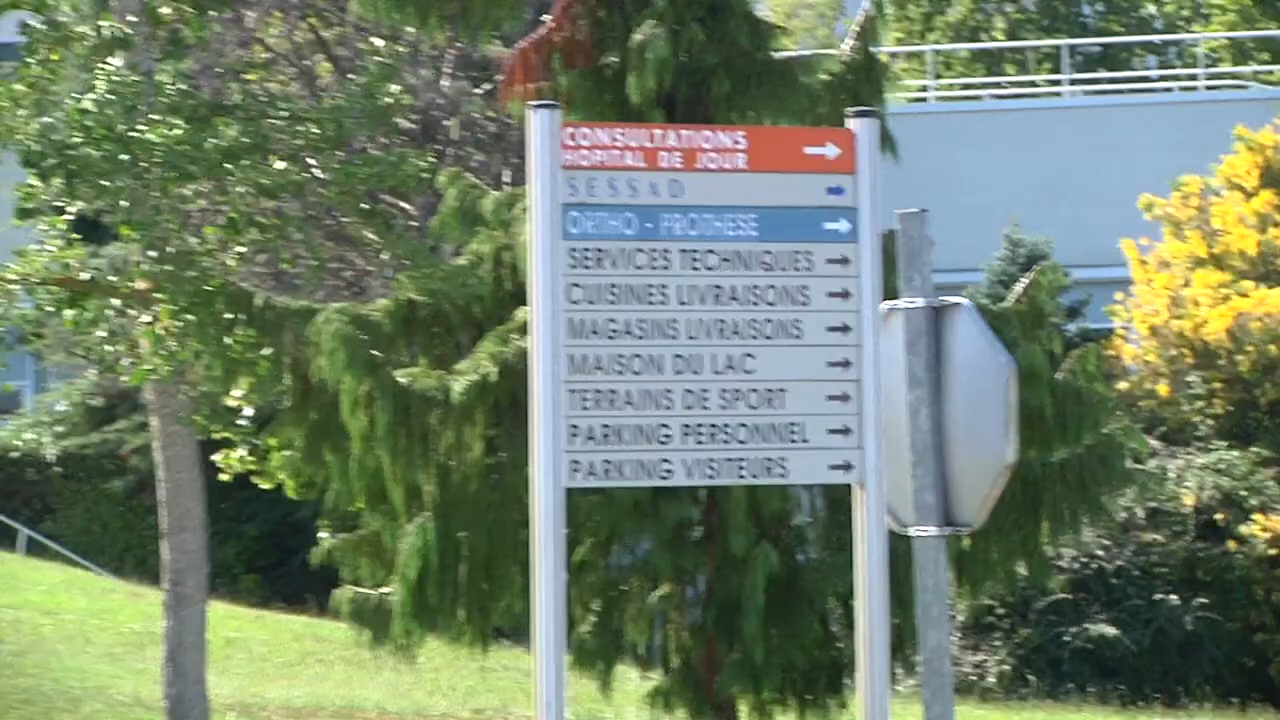 CONSULTATIONS
HOPITAL DE JOUR
SESSAD
ORTHO - PROTHESE
SERVICES TECHNIQUES
CUISINES LIVRAISONS
MAGASINS LIVRAISONS
MAISON DU LAC
TERRAINS DE SPORT
PARKING PERSONNEL
PARKING VISITEURS